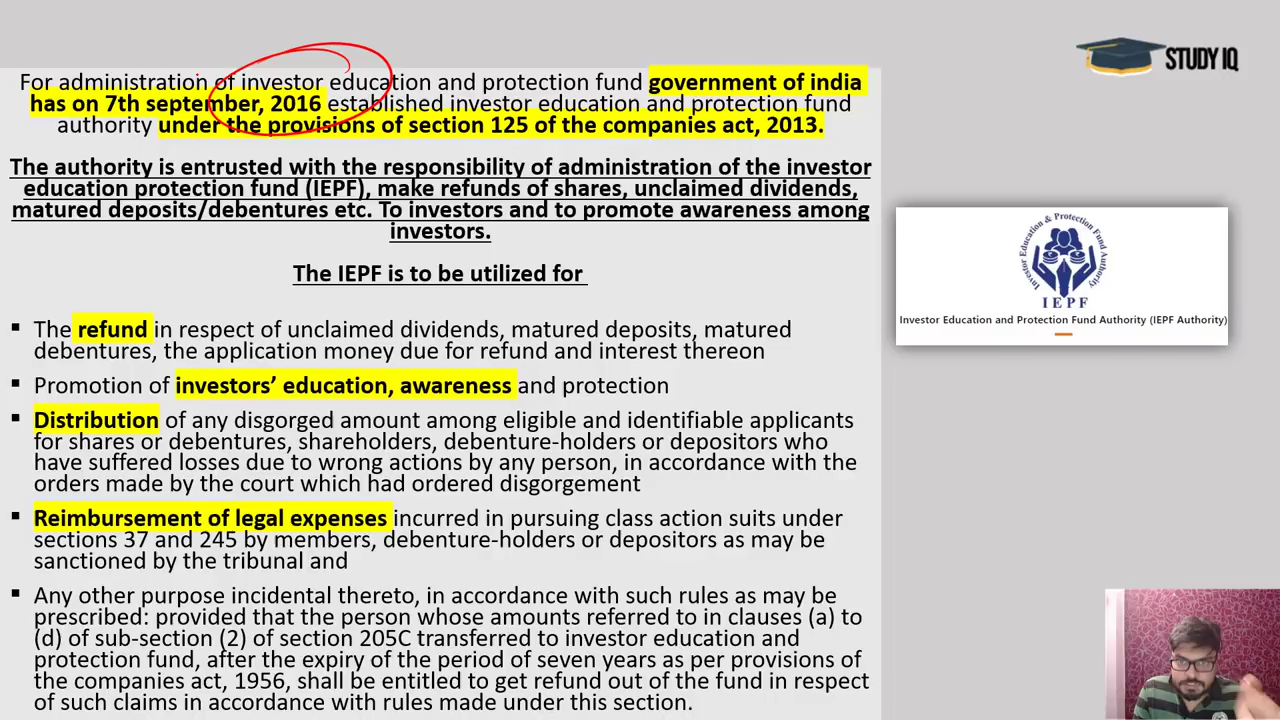 STUDY IQ
For administration of investor education and protection fund government of india
has on 7th september, 2016 established investor education and protection fund
authority under the provisions of section 125 of the companies act, 2013.
The authority is entrusted with the responsibility of administration of the investor
education protection fund (IEPF), make refunds of shares, unclaimed dividends,
matured deposits/debentures etc. To investors and to promote awareness among
investors.
The IEPF is to be utilized for
▪ The refund in respect of unclaimed dividends, matured deposits, matured
debentures, the application money due for refund and interest thereon
▪ Promotion of investors’ education, awareness and protection
▪ Distribution of any disgorged amount among eligible and identifiable applicants
for shares or debentures, shareholders, debenture-holders or depositors who
have suffered losses due to wrong actions by any person, in accordance with the
orders made by the court which had ordered disgorgement
▪ Reimbursement of legal expenses incurred in pursuing class action suits under
sections 37 and 245 by members, debenture-holders or depositors as may be
sanctioned by the tribunal and
▪ Any other purpose incidental thereto, in accordance with such rules as may be
prescribed: provided that the person whose amounts referred to in clauses (a) to
(d) of sub-section (2) of section 205C transferred to investor education and
protection fund, after the expiry of the period of seven years as per provisions of
the companies act, 1956, shall be entitled to get refund out of the fund in respect
of such claims in accordance with rules made under this section.
Investor Education & Protection Fund Authority
IEPF
Investor Education and Protection Fund Authority (IEPF Authority)